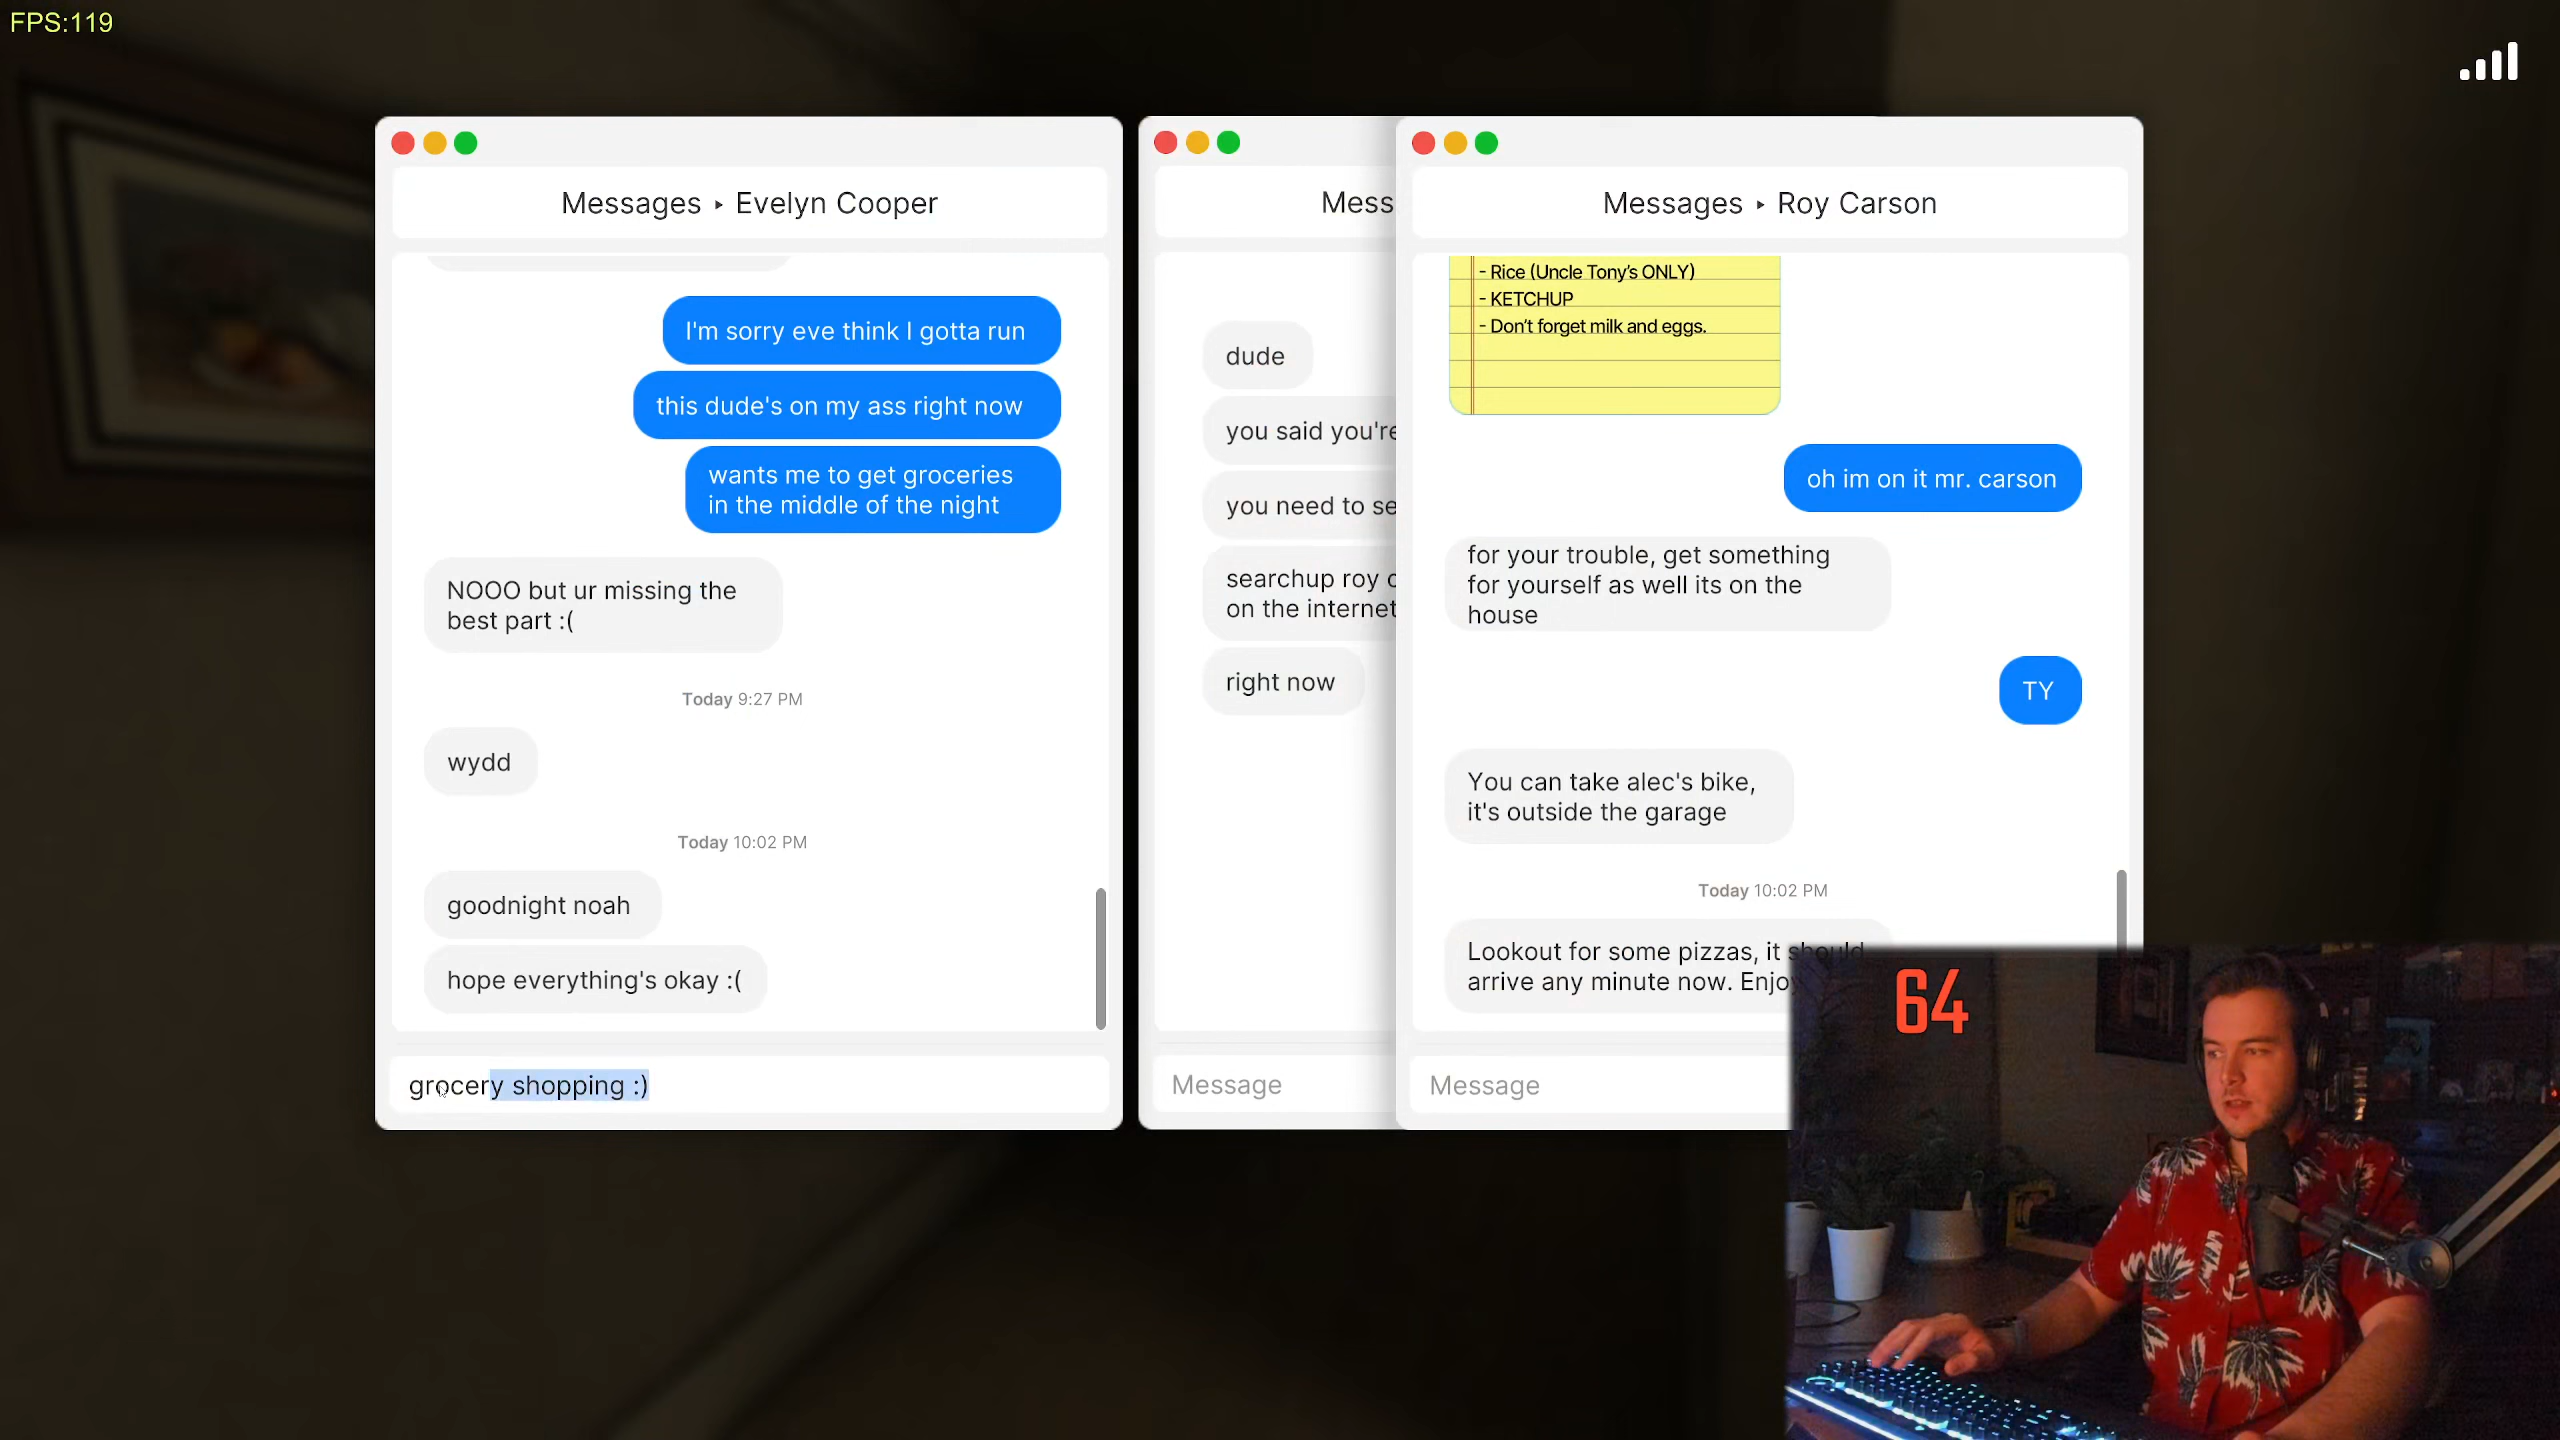 FPS:119
Messages ▸ Evelyn Cooper
I'm sorry eve think I gotta run
this dude's on my ass right now
wants me to get groceries
in the middle of the night
NOOO but ur missing the
best part :(
Today 9:27 PM
wydd
Today 10:02 PM
goodnight noah
hope everything's okay :(
grocery shopping :)
Mess
dude
you said you're
you need to se
searchup roy c
on the internet
right now
Message
Messages ▸ Roy Carson
- Rice (Uncle Tony's ONLY)
- KETCHUP
- Don't forget milk and eggs.
oh im on it mr. carson
for your trouble, get something
for yourself as well its on the
house
TY
You can take alec's bike,
it's outside the garage
Today 10:02 PM
Lookout for some pizzas, it should
arrive any minute now. Enjoy
Message
64